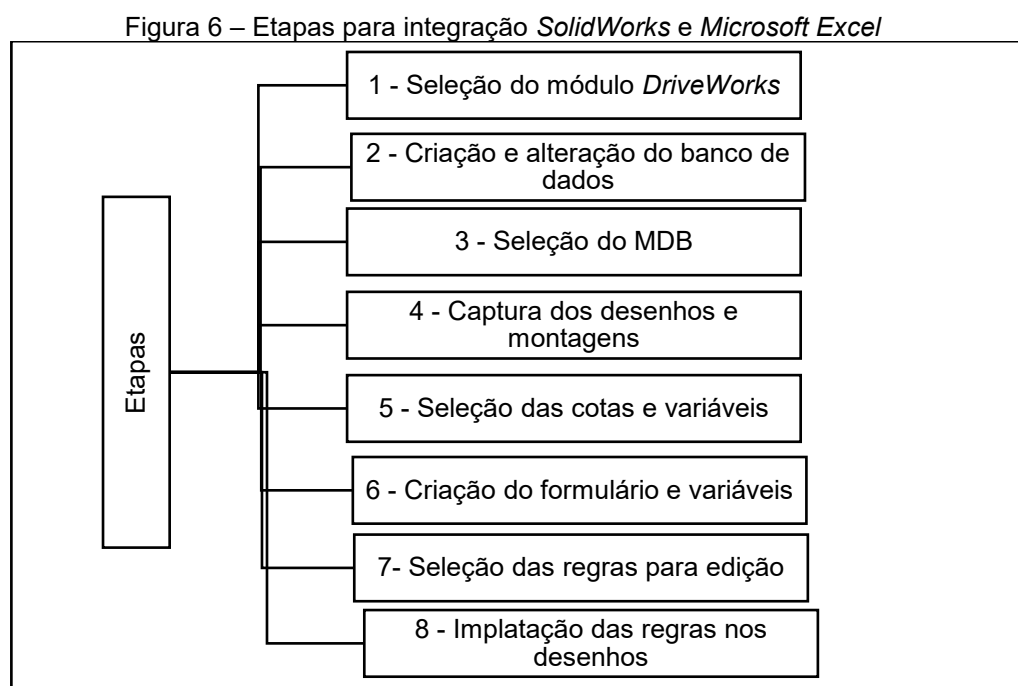 Figura 6 – Etapas para integração SolidWorks e Microsoft Excel
1 - Seleção do módulo DriveWorks
2 - Criação e alteração do banco de
dados
3 - Seleção do MDB
4 - Captura dos desenhos e
montagens
Etapas
5 - Seleção das cotas e variáveis
6 - Criação do formulário e variáveis
7- Seleção das regras para edição
8 - Implatação das regras nos
desenhos